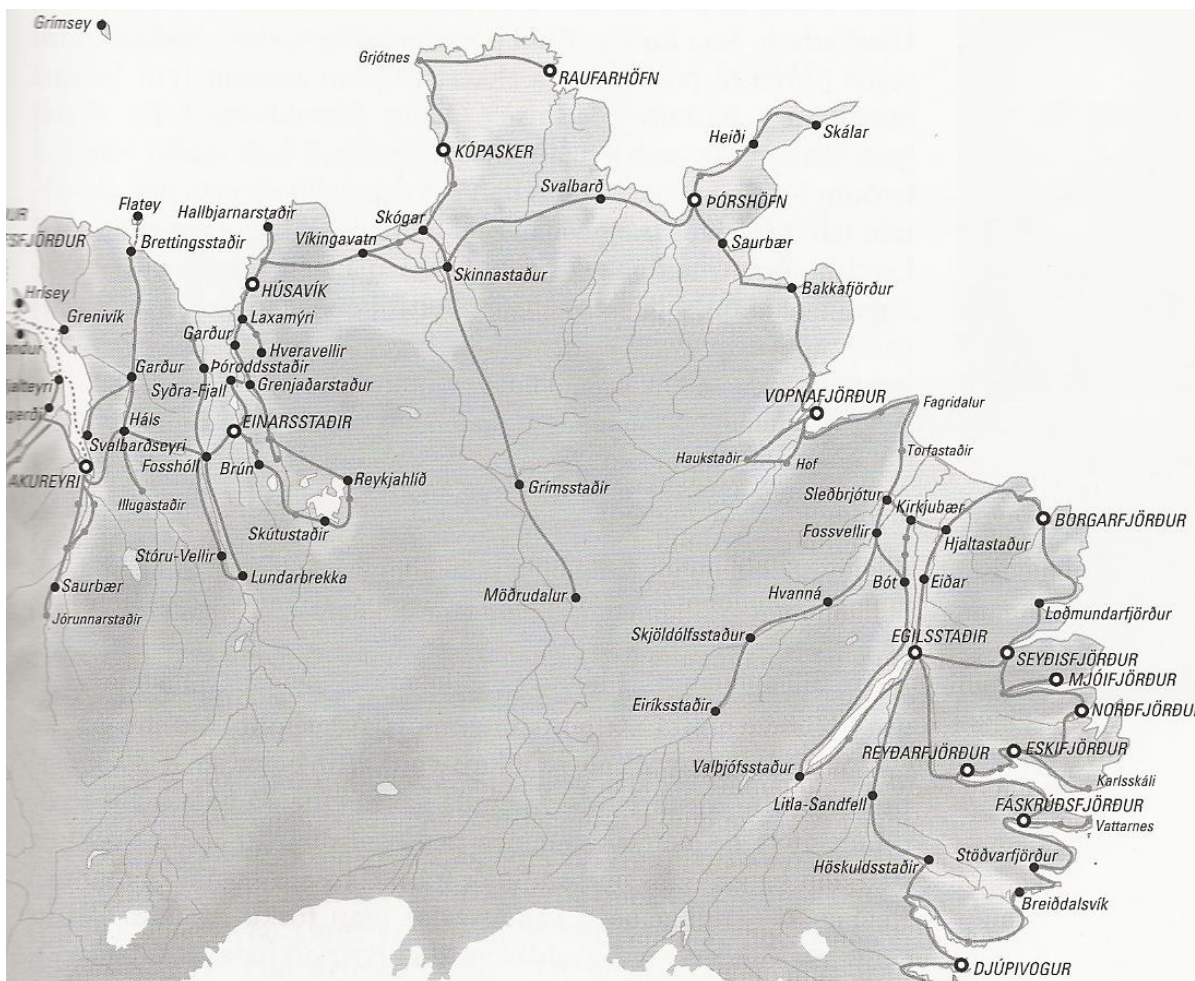 Grímsey
Grjótnes
RAUFARHÖFN
Heiði
Skálar
KÓPASKER
Svalbarð
ÞÓRSHÖFN
Flatey
Hallbjarnarstaðir
Skógar
Brettingsstaðir
Víkingavatn
Saurbær
Skinnastaður
HÚSAVÍK
Bakkafjörður
Hrísey
Grenivík
Laxamýri
Garður
Hveravellir
Garður
Þóroddsstaðir
Syðra-Fjall
Grenjaðarstaður
VOPNAFJÖRÐUR
Fagridalur
Háls
EINARSSTAÐIR
Svalbarðseyri
Fosshóll
Brún
Haukstaðir
Hof
Torfastaðir
AKUREYRI
Illugastaðir
Reykjahlíð
Grímsstaðir
Sleðbrjótur
Kirkjubær
BORGARFJÖRÐUR
Skútustaðir
Fossvellir
Hjaltastaður
Stóru-Vellir
Lundarbrekka
Saurbær
Bót
Eiðar
Möðrudalur
Hvanná
Jórunnarstaðir
Loðmundarfjörður
Skjöldólfsstaður
EGILSSTAÐIR
SEYÐISFJÖRÐUR
MJÓIFJÖRÐUR
Eiríksstaðir
NORÐFJÖRÐUR
REYÐARFJÖRÐUR
ESKIFJÖRÐUR
Valþjófsstaður
Karlsskáli
Litla-Sandfell
FÁSKRÚÐSFJÖRÐUR
Vattarnes
Höskuldsstaðir
Stöðvarfjörður
Breiðdalsvík
DJÚPIVOGUR